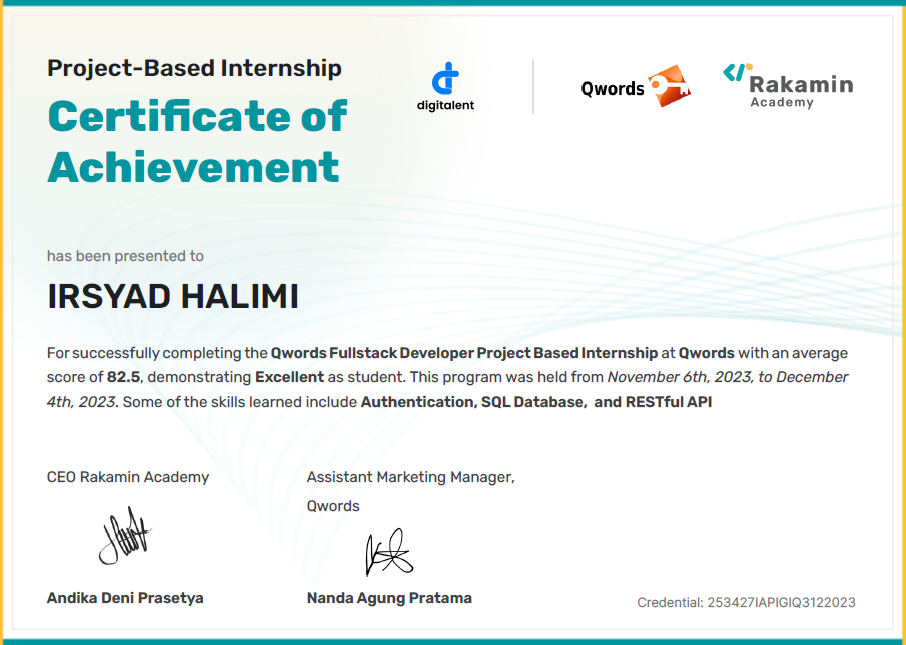 Project-Based Internship
Certificate of
Achievement
digitalent
Qwords
Rakamin
Academy
has been presented to
IRSYAD HALIMI
For successfully completing the Qwords Fullstack Developer Project Based Internship at Qwords with an average
score of 82.5, demonstrating Excellent as student. This program was held from November 6th, 2023, to December
4th, 2023. Some of the skills learned include Authentication, SQL Database,  and RESTful API
CEO Rakamin Academy
Andika Deni Prasetya
Assistant Marketing Manager,
Qwords
Nanda Agung Pratama
Credential: 253427IAPIGIQ3122023